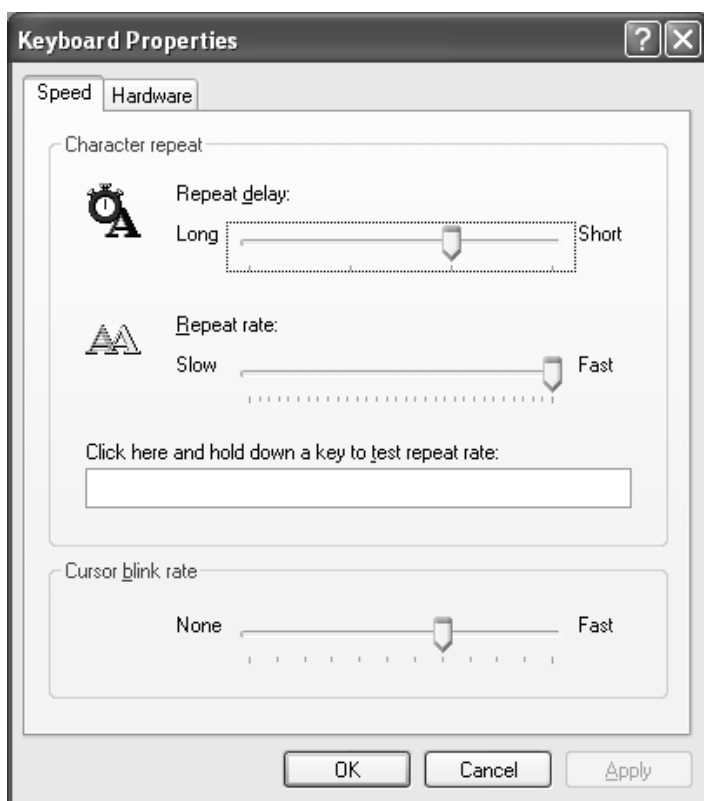 Keyboard Properties
Speed Hardware
Character repeat
Repeat delay:
Long Short
Repeat rate:
Slow Fast
Click here and hold down a key to test repeat rate:
Cursor blink rate
None Fast
OK Cancel Apply